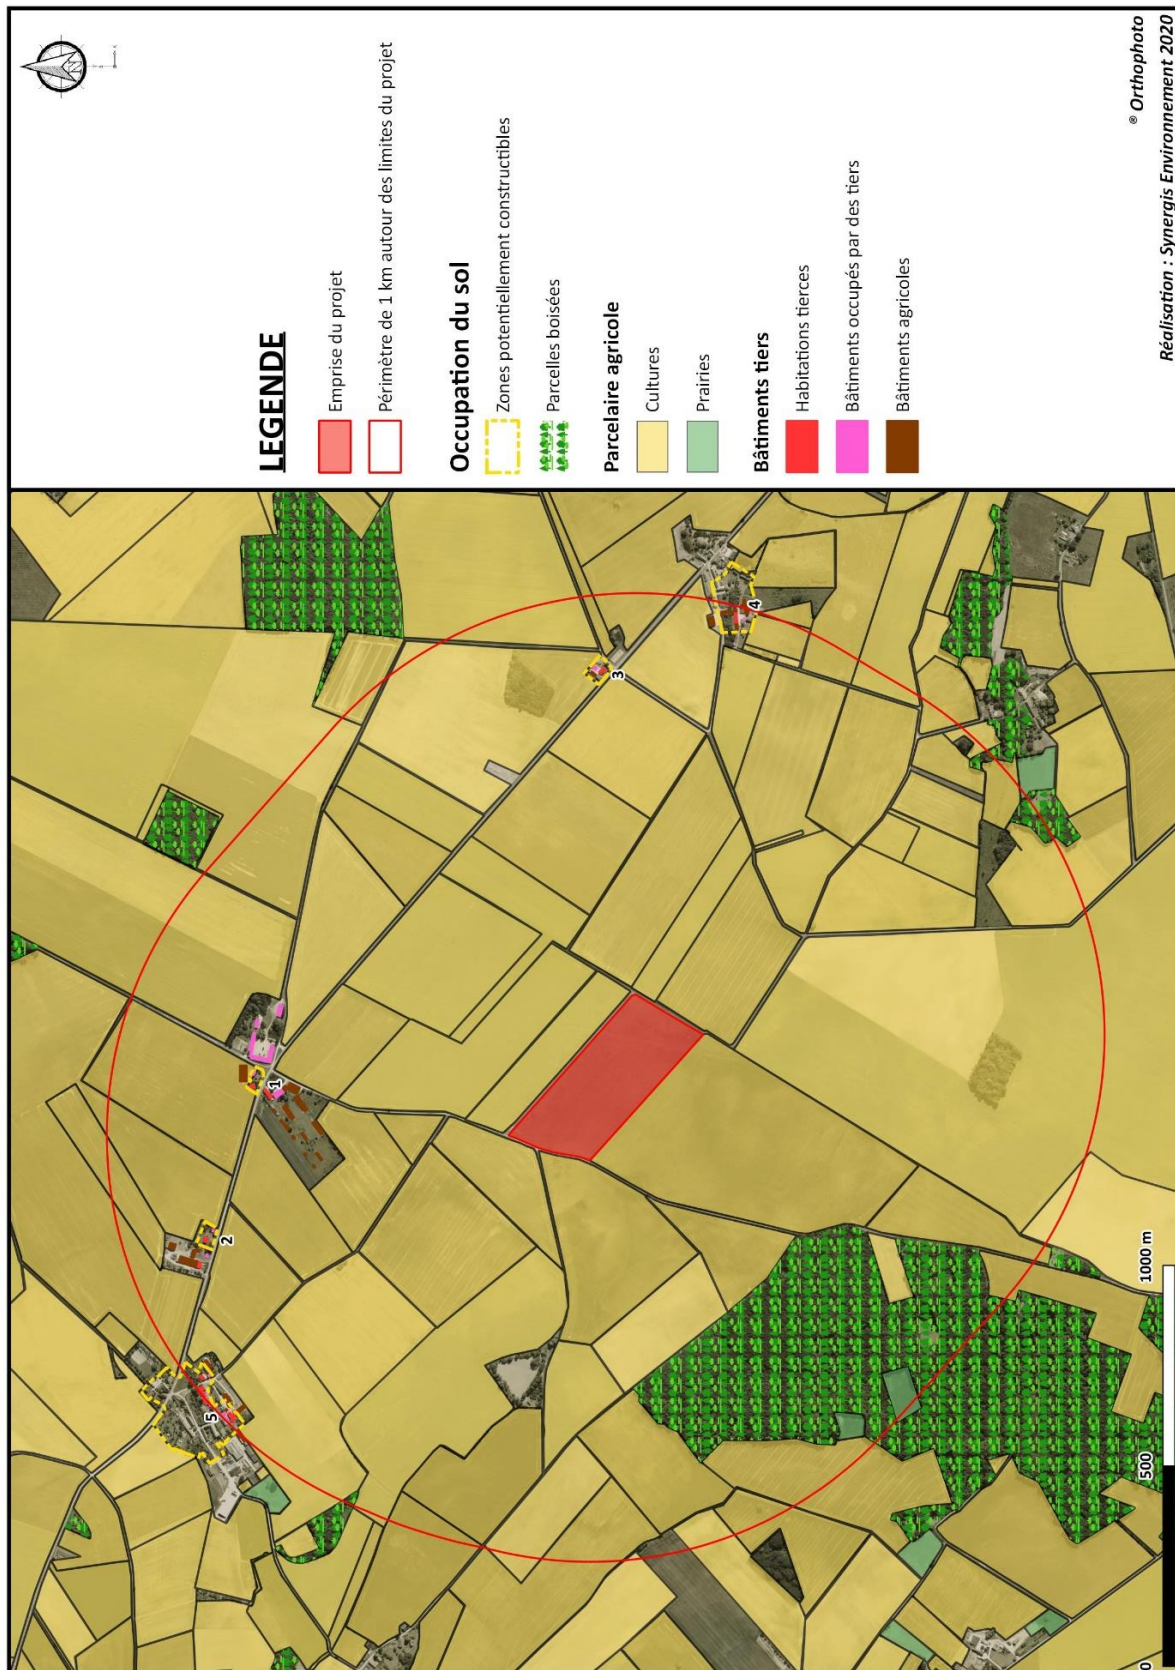 LEGENDE
Emprise du projet
Périmètre de 1 km autour des limites du projet
Occupation du sol
Zones potentiellement constructibles
Parcelles boisées
Parcelaire agricole
Cultures
Prairies
Bâtiments tiers
Habitations tierces
Bâtiments occupés par des tiers
Bâtiments agricoles
® Orthophoto
Réalisation : Synergis Environnement 2020
N
1
2
3
4
5
0 500 1000 m